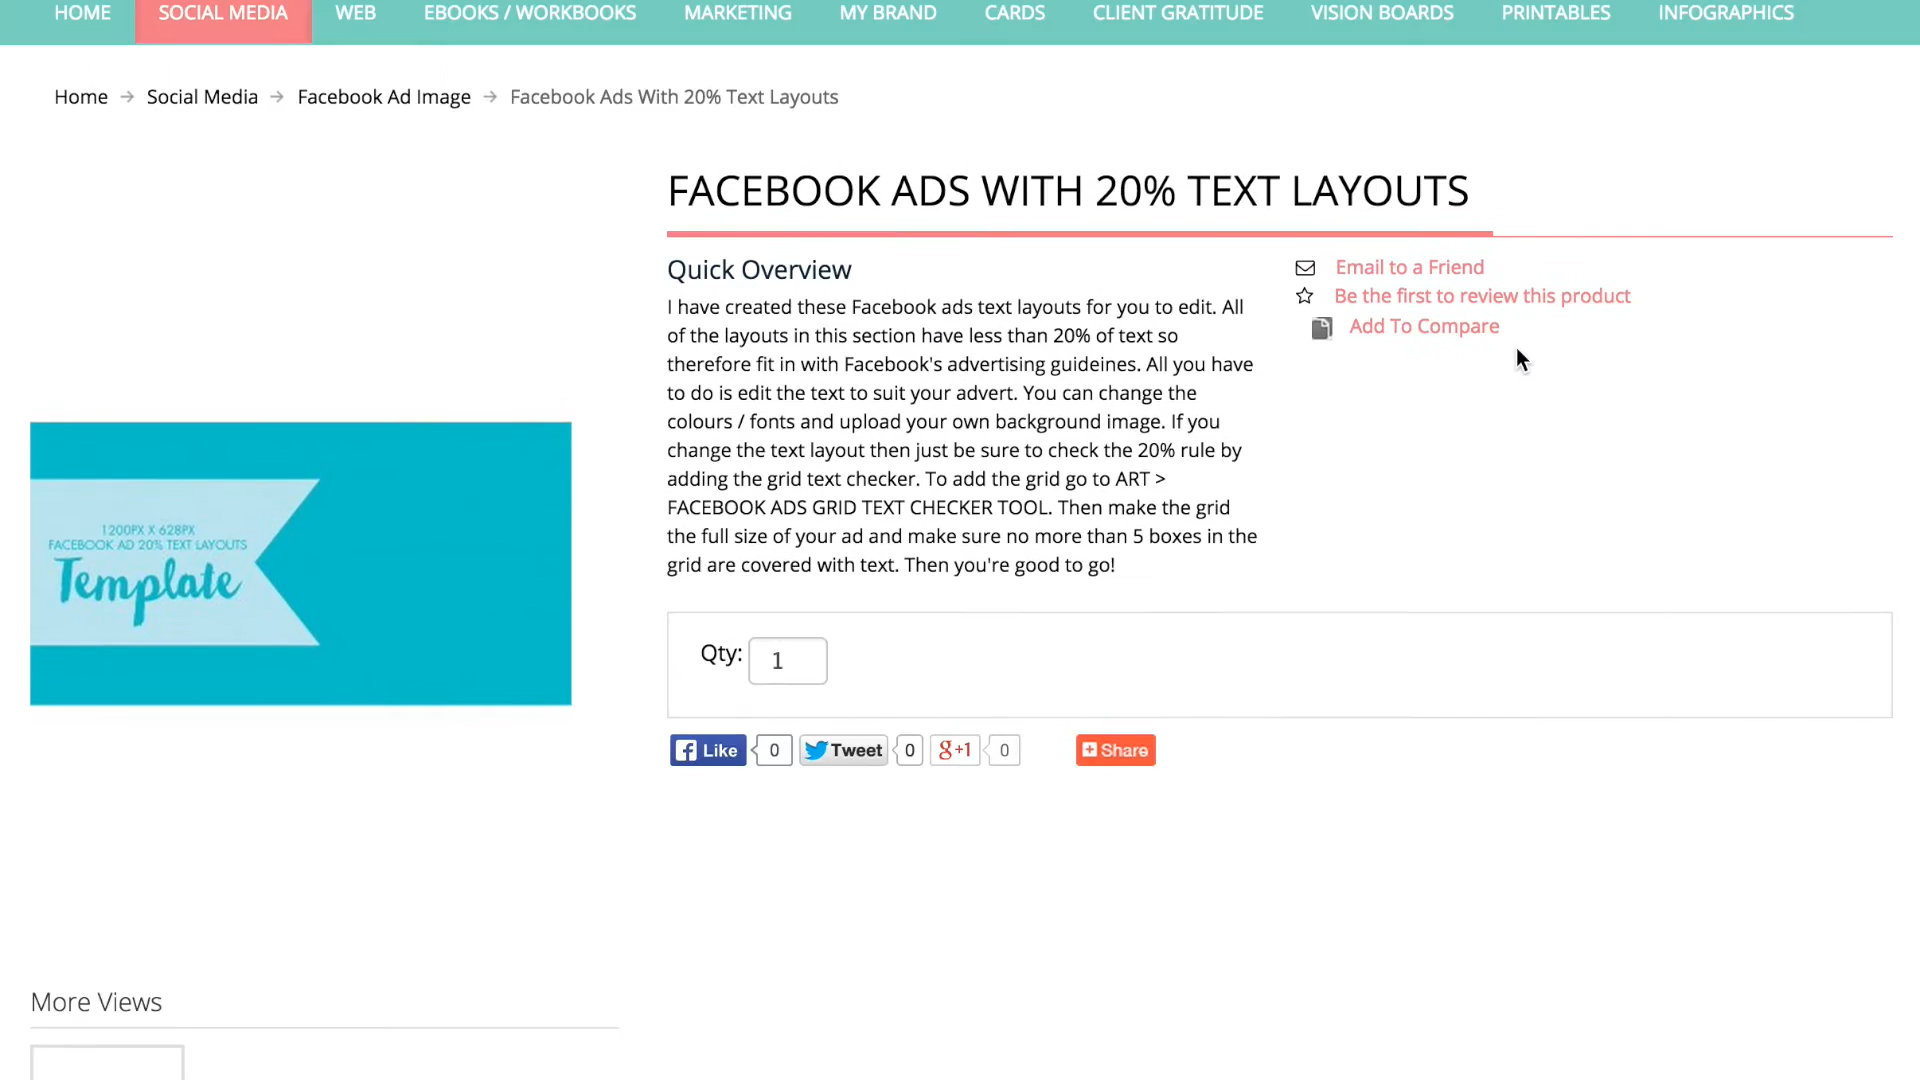 HOME SOCIAL MEDIA WEB EBOOKS / WORKBOOKS MARKETING MY BRAND CARDS CLIENT GRATITUDE VISION BOARDS PRINTABLES INFOGRAPHICS
Home → Social Media → Facebook Ad Image → Facebook Ads With 20% Text Layouts
FACEBOOK ADS WITH 20% TEXT LAYOUTS
Quick Overview
I have created these Facebook ads text layouts for you to edit. All
of the layouts in this section have less than 20% of text so
therefore fit in with Facebook's advertising guideines. All you have
to do is edit the text to suit your advert. You can change the
colours / fonts and upload your own background image. If you
change the text layout then just be sure to check the 20% rule by
adding the grid text checker. To add the grid go to ART >
FACEBOOK ADS GRID TEXT CHECKER TOOL. Then make the grid
the full size of your ad and make sure no more than 5 boxes in the
grid are covered with text. Then you're good to go!
Email to a Friend
Be the first to review this product
Add To Compare
1200PX X 628PX
FACEBOOK AD 20% TEXT LAYOUTS
Template
Qty: 1
Like 0 Tweet 0 g+1 0 Share
More Views